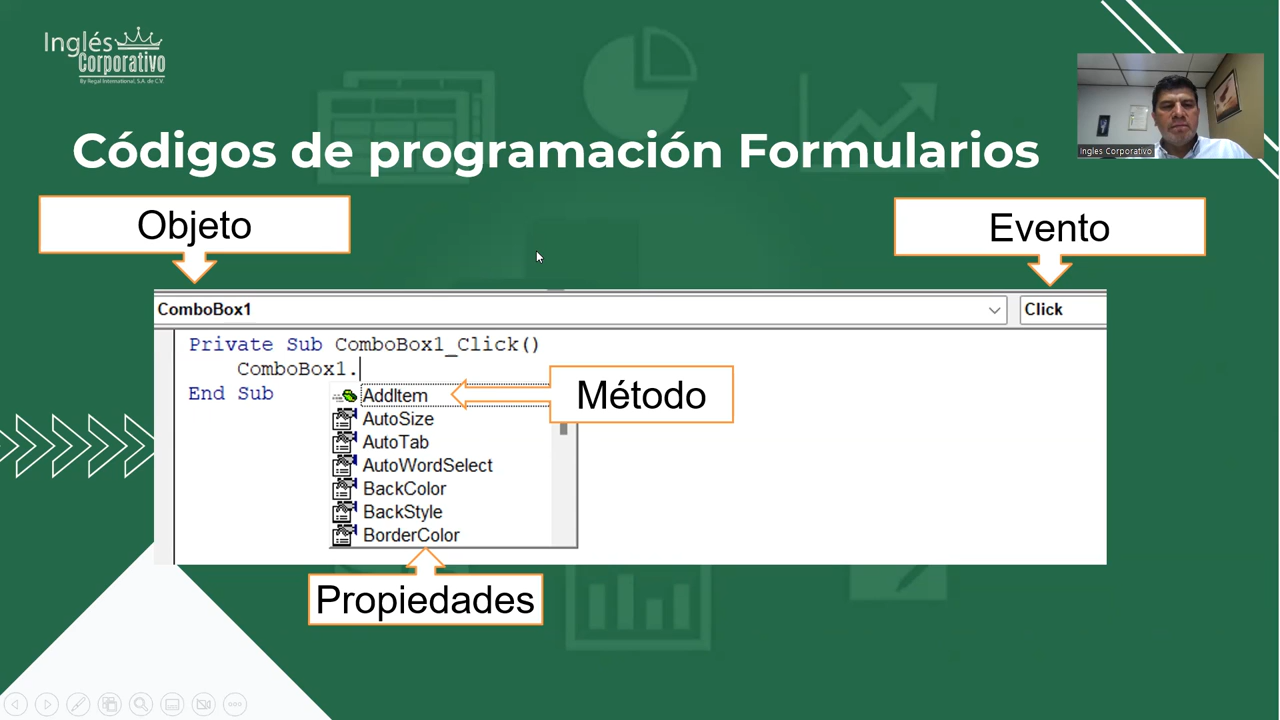 Inglés
Corporativo
By Regal International, S.A. de C.V.
Ingles Corporativo
Códigos de programación Formularios
Objeto
Evento
ComboBox1
Click
Private Sub ComboBox1_Click()
ComboBox1.
End Sub
AddItem
Método
AutoSize
AutoTab
AutoWordSelect
BackColor
BackStyle
BorderColor
Propiedades